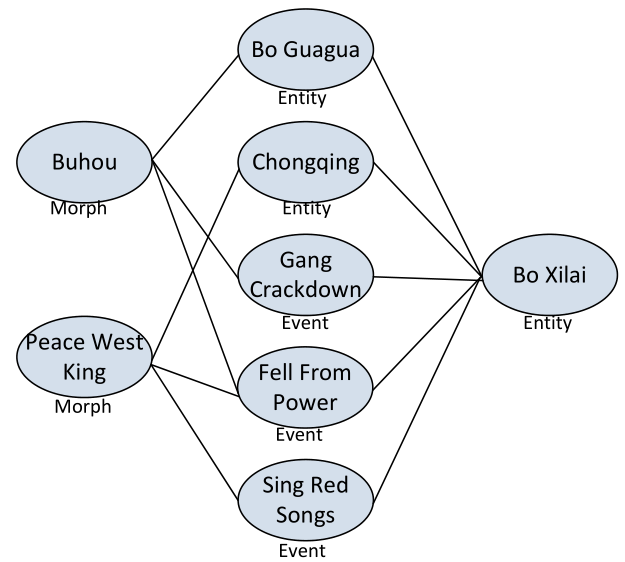 Bo Guagua
Entity
Buhou
Morph
Chongqing
Entity
Gang
Crackdown
Event
Bo Xilai
Entity
Peace West
King
Morph
Fell From
Power
Event
Sing Red
Songs
Event